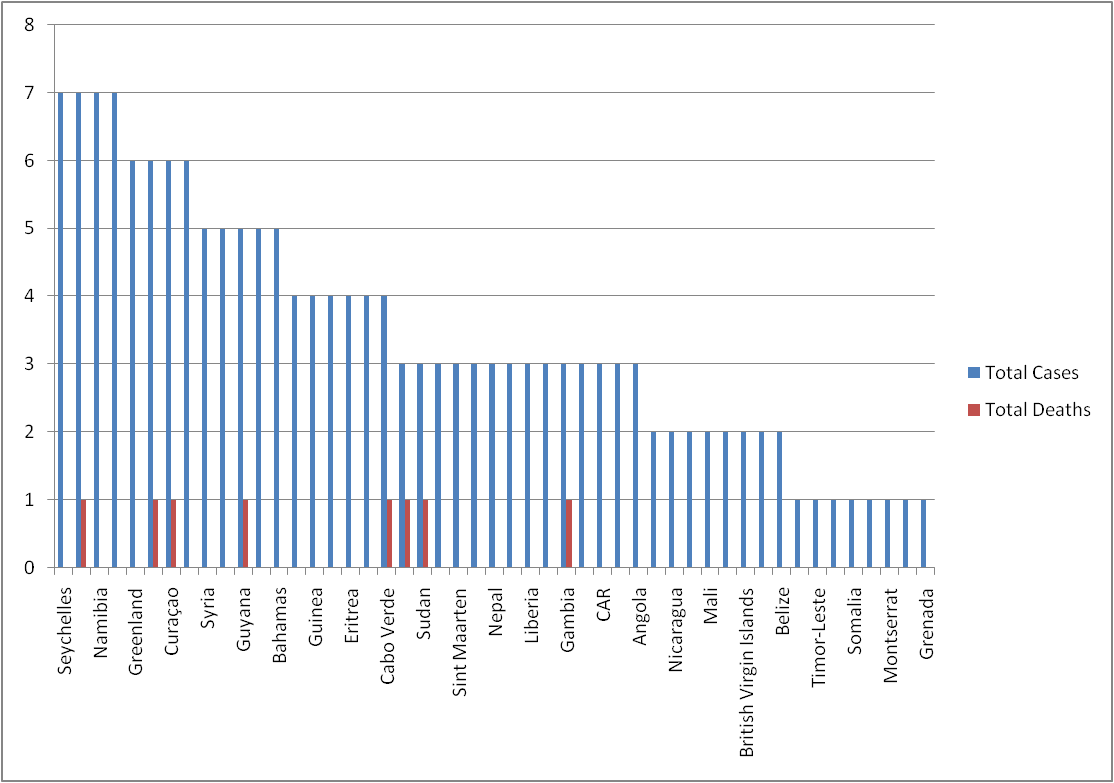 8
7
6
5
4
3
2
1
0
Seychelles
Namibia
Greenland
Curaçao
Syria
Guyana
Bahamas
Guinea
Eritrea
Cabo Verde
Sudan
Sint Maarten
Nepal
Liberia
Gambia
CAR
Angola
Nicaragua
Mali
British Virgin Islands
Belize
Timor-Leste
Somalia
Montserrat
Grenada
Total Cases
Total Deaths